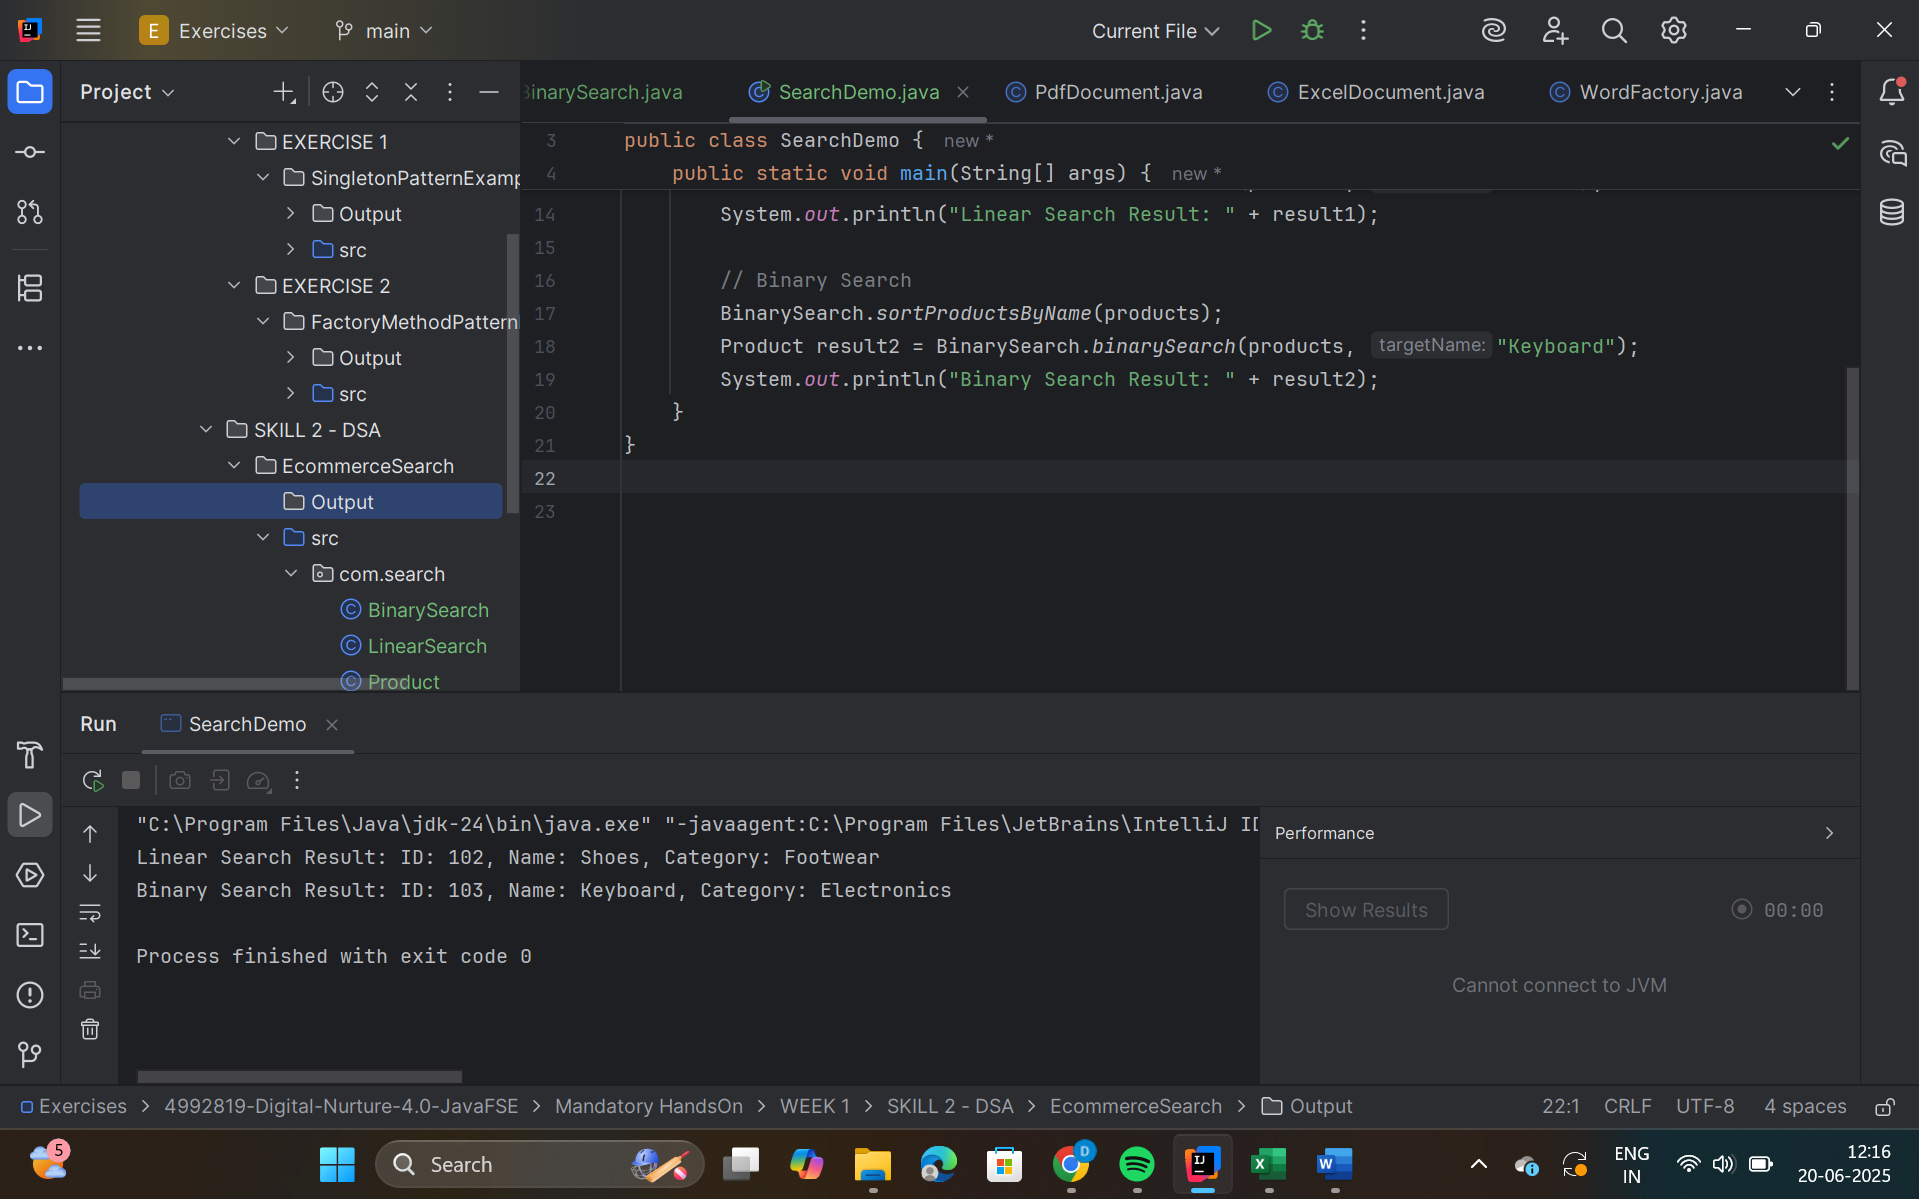 E Exercises main Current File
Project
EXERCISE 1
SingletonPatternExamp
Output
src
EXERCISE 2
FactoryMethodPattern
Output
src
SKILL 2 - DSA
EcommerceSearch
Output
src
com.search
BinarySearch
LinearSearch
Product
BinarySearch.java SearchDemo.java PdfDocument.java ExcelDocument.java WordFactory.java
3 public class SearchDemo { new *
4 public static void main(String[] args) { new *
14 System.out.println("Linear Search Result: " + result1);
15
16 // Binary Search
17 BinarySearch.sortProductsByName(products);
18 Product result2 = BinarySearch.binarySearch(products, targetName: "Keyboard");
19 System.out.println("Binary Search Result: " + result2);
20 }
21 }
22
23
Run SearchDemo
"C:\Program Files\Java\jdk-24\bin\java.exe" "-javaagent:C:\Program Files\JetBrains\IntelliJ ID
Linear Search Result: ID: 102, Name: Shoes, Category: Footwear
Binary Search Result: ID: 103, Name: Keyboard, Category: Electronics
Process finished with exit code 0
Performance
Show Results 00:00
Cannot connect to JVM
Exercises > 4992819-Digital-Nurture-4.0-JavaFSE > Mandatory HandsOn > WEEK 1 > SKILL 2 - DSA > EcommerceSearch > Output 22:1 CRLF UTF-8 4 spaces
5 Search D ENG IN 12:16
20-06-2025